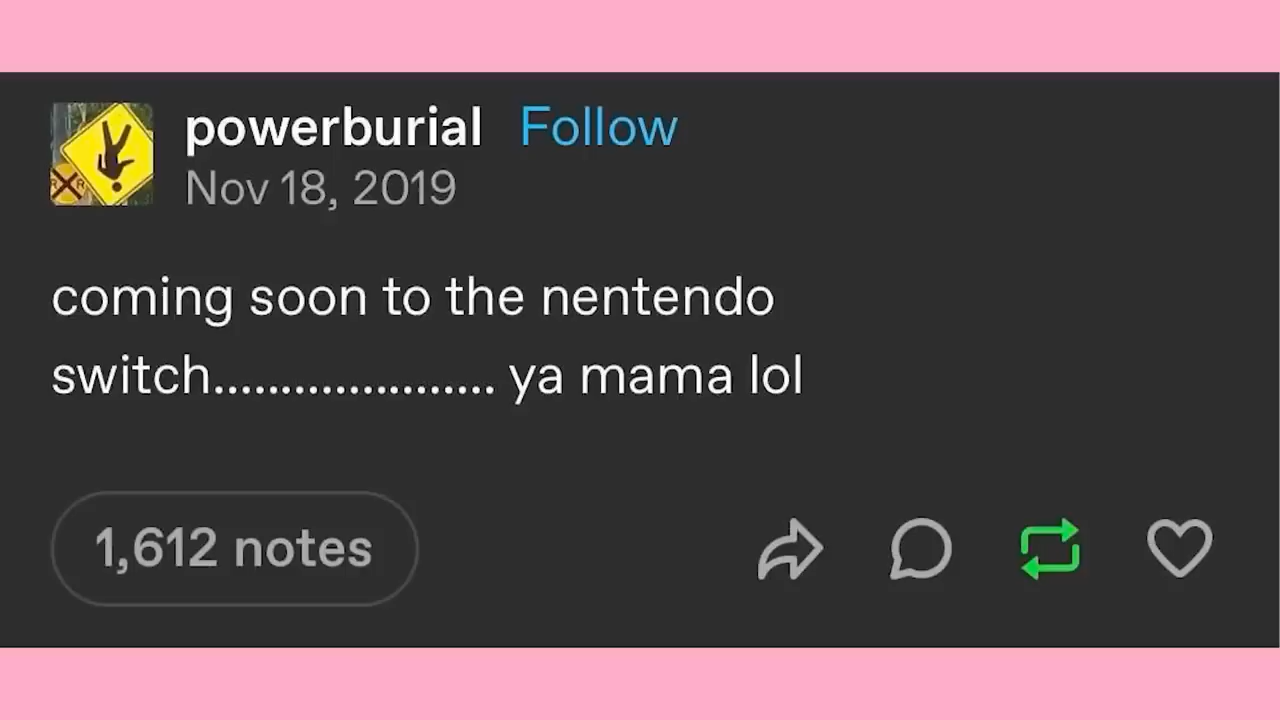 powerburial Follow
Nov 18, 2019
coming soon to the nentendo
switch..................... ya mama lol
1,612 notes
R R